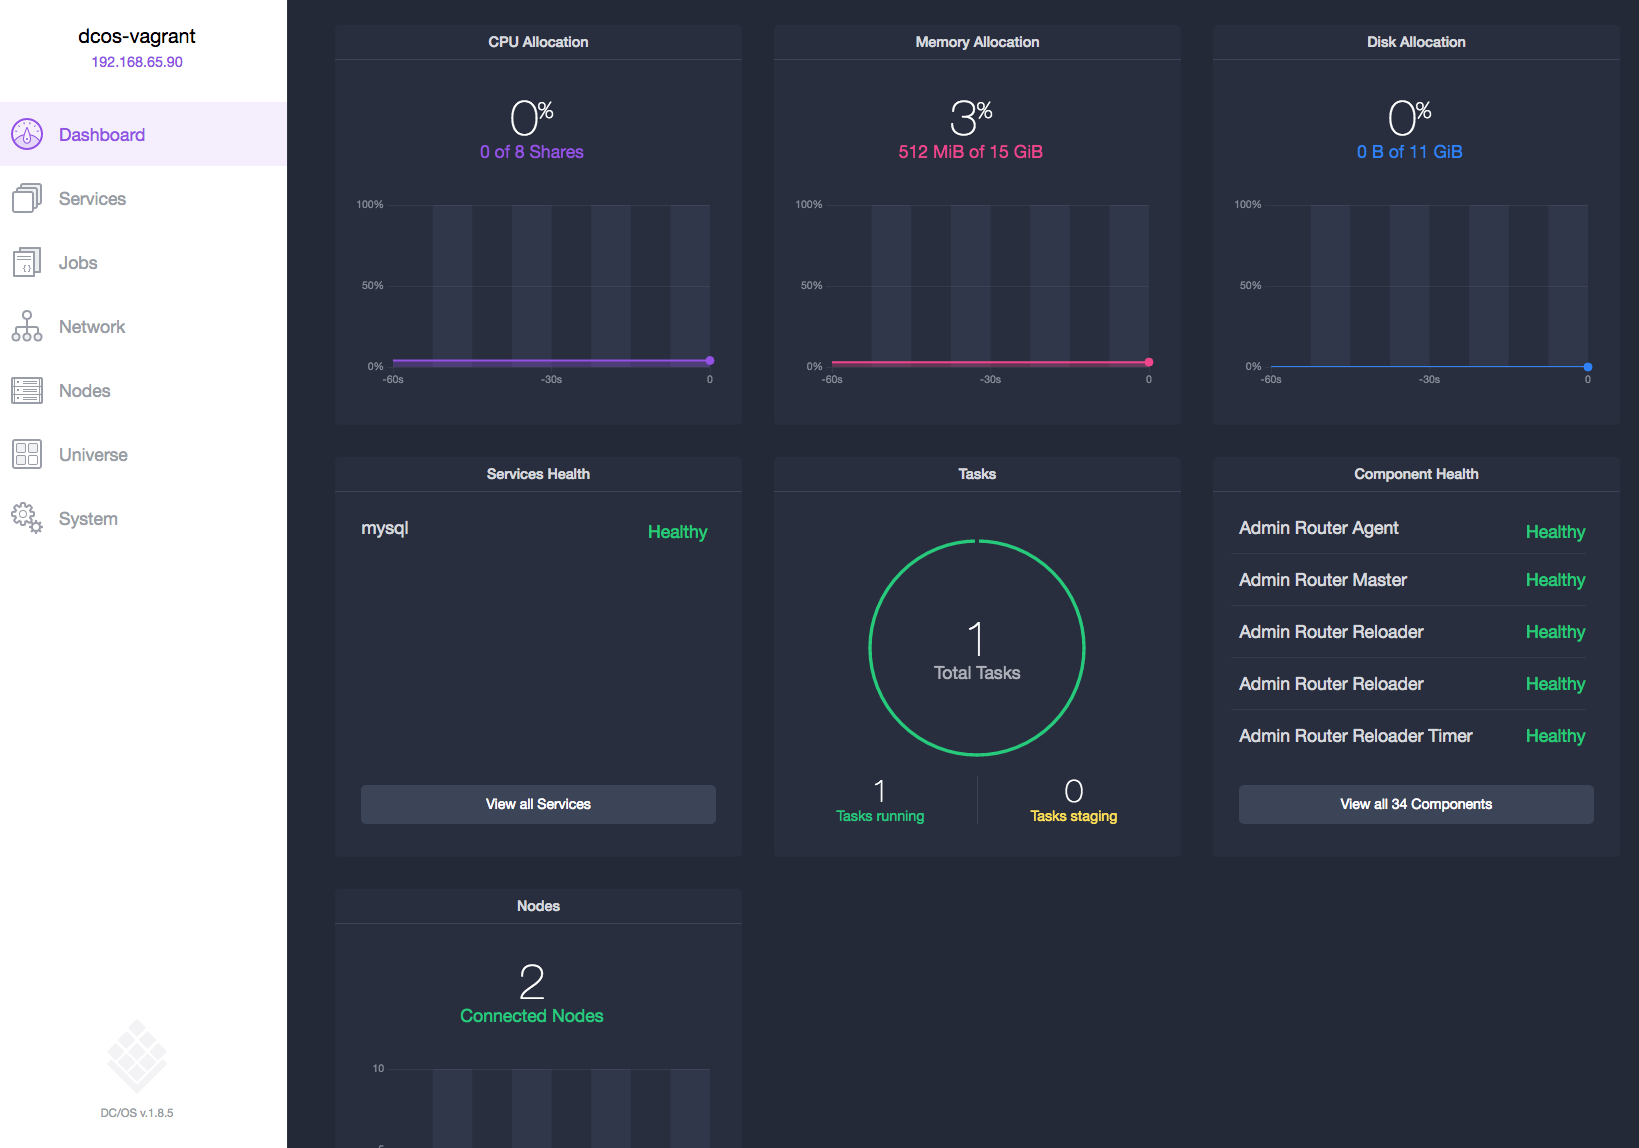 dcos-vagrant
192.168.65.90
Dashboard
Services
Jobs
{}
Network
Nodes
Universe
System
DC/OS v.1.8.5
CPU Allocation
0%
0 of 8 Shares
100%
50%
0%
-60s -30s 0
Memory Allocation
3%
512 MiB of 15 GiB
100%
50%
0%
-60s -30s 0
Disk Allocation
0%
0 B of 11 GiB
100%
50%
0%
-60s -30s 0
Services Health
mysql Healthy
View all Services
Tasks
1
Total Tasks
1 0
Tasks running Tasks staging
Component Health
Admin Router Agent Healthy
Admin Router Master Healthy
Admin Router Reloader Healthy
Admin Router Reloader Healthy
Admin Router Reloader Timer Healthy
View all 34 Components
Nodes
2
Connected Nodes
10